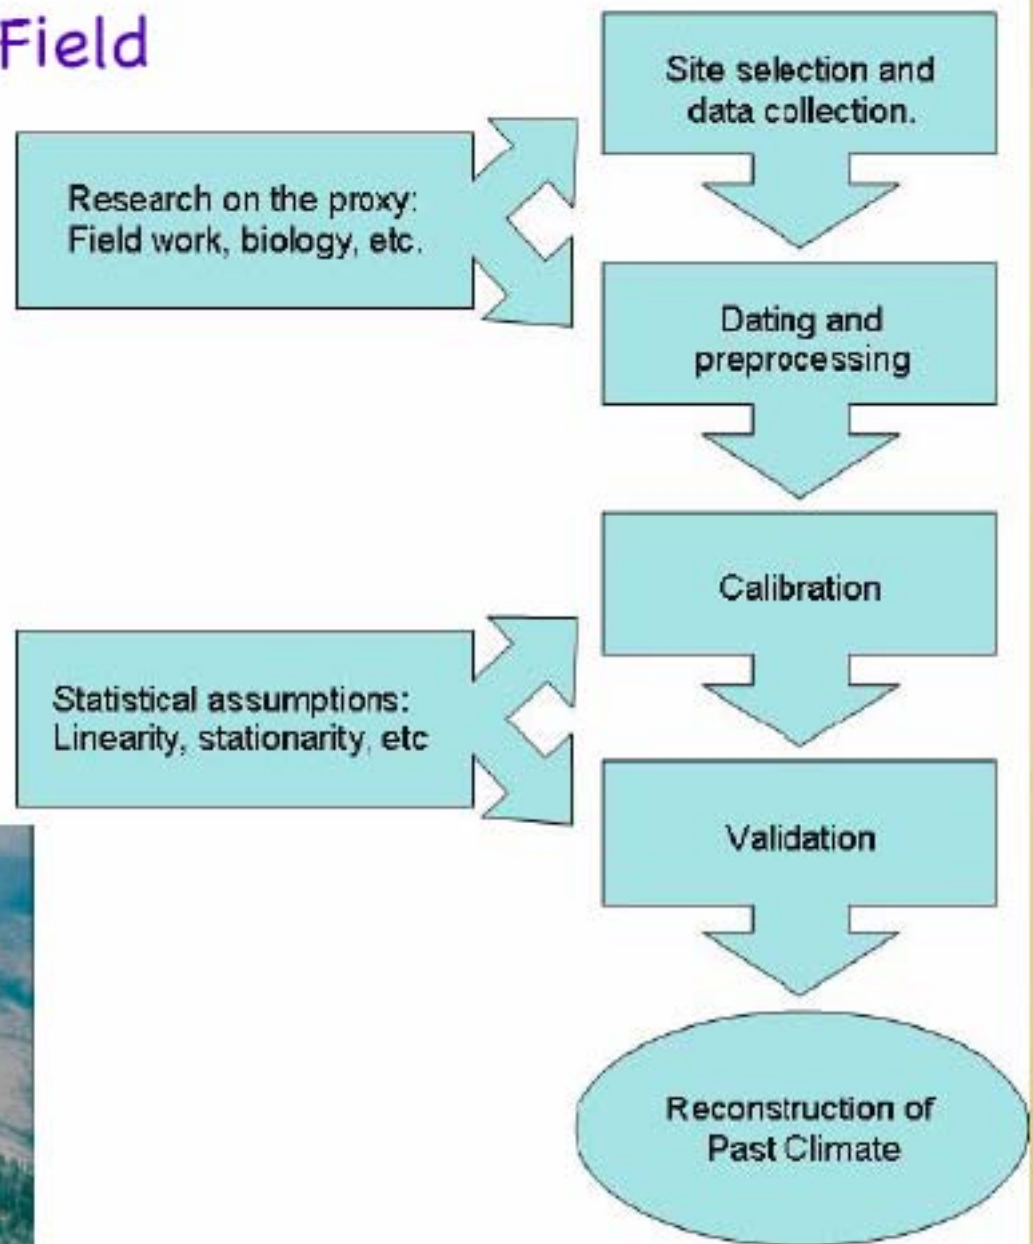 Field
Site selection and
data collection.
Research on the proxy:
Field work, biology, etc.
Dating and
preprocessing
Calibration
Statistical assumptions:
Linearity, stationarity, etc
Validation
Reconstruction of
Past Climate